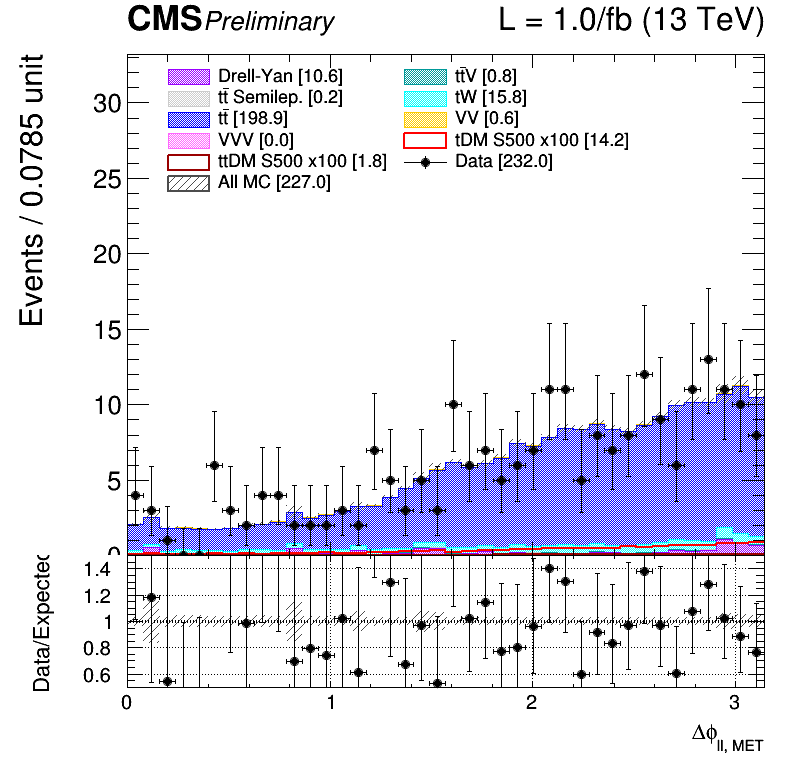 CMS Preliminary L = 1.0/fb (13 TeV)
Events / 0.0785 unit
Drell-Yan [10.6]
tt̄ Semilep. [0.2]
tt̄ [198.9]
VVV [0.0]
ttDM S500 x100 [1.8]
All MC [227.0]
tt̄V [0.8]
tW [15.8]
VV [0.6]
tDM S500 x100 [14.2]
Data [232.0]
30
25
20
15
10
5
0
Data/Expected
1.4
1.2
1
0.8
0.6
0 1 2 3
Δϕll, MET